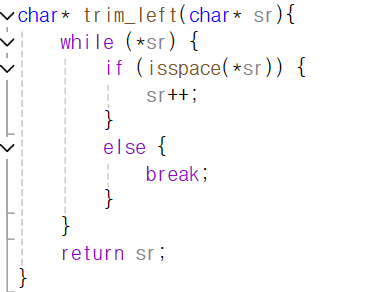 char* trim_left(char* sr){
    while (*sr) {
        if (isspace(*sr)) {
            sr++;
        }
        else {
            break;
        }
    }
    return sr;
}